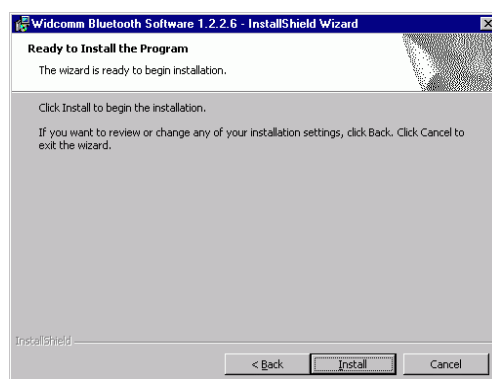 Widcomm Bluetooth Software 1.2.2.6 - InstallShield Wizard
Ready to Install the Program
The wizard is ready to begin installation.
Click Install to begin the installation.
If you want to review or change any of your installation settings, click Back. Click Cancel to
exit the wizard.
InstallShield
< Back Install Cancel